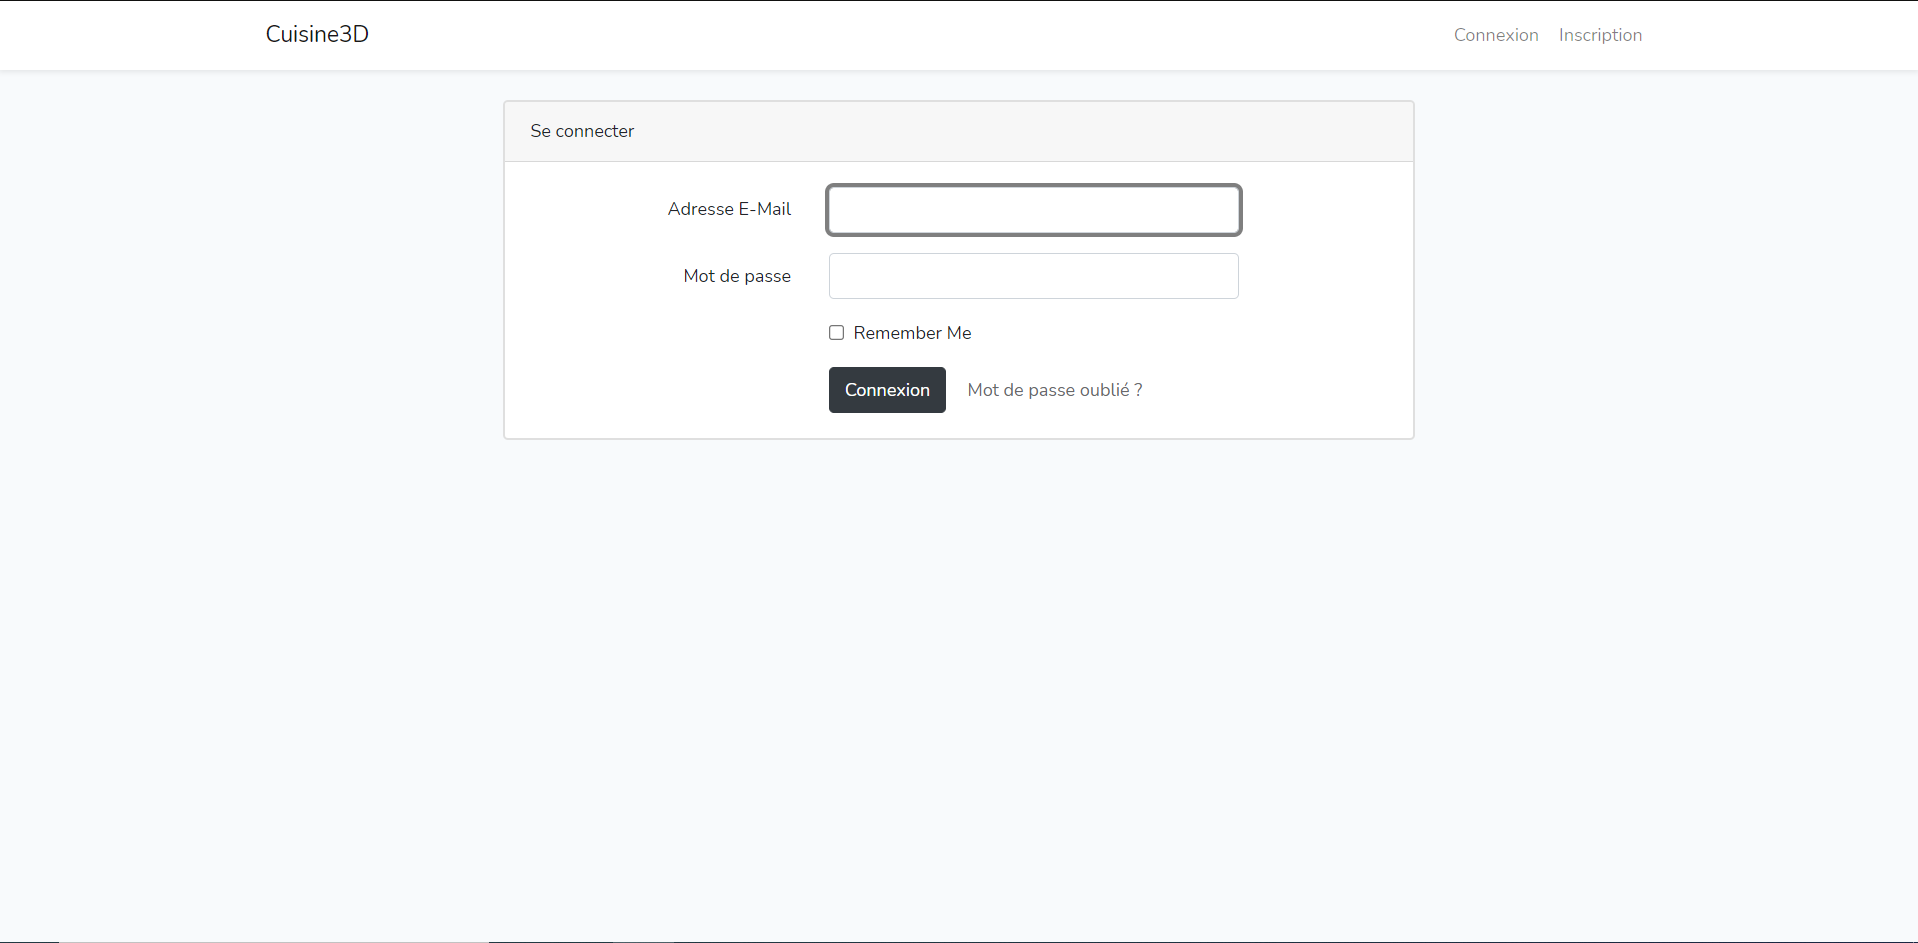 Cuisine3D
Connexion Inscription
Se connecter
Adresse E-Mail
Mot de passe
Remember Me
Connexion Mot de passe oublié ?